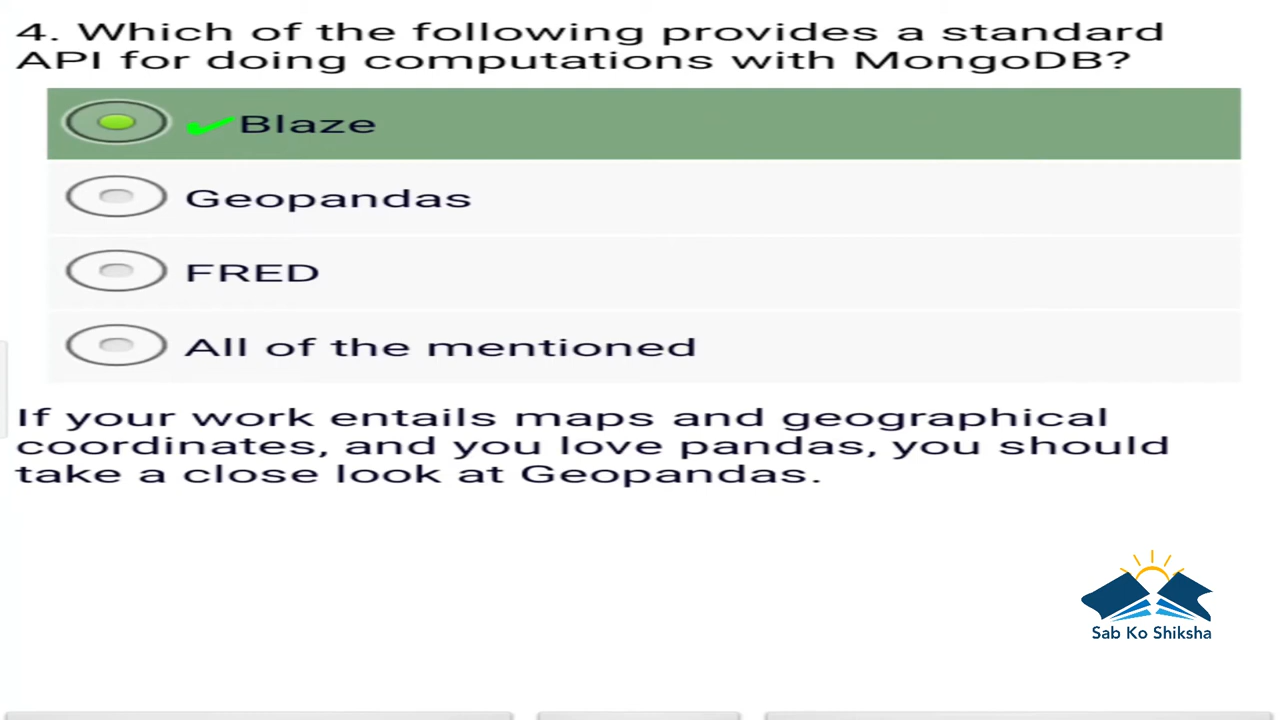 4. Which of the following provides a standard
API for doing computations with MongoDB?
Blaze
Geopandas
FRED
All of the mentioned
If your work entails maps and geographical
coordinates, and you love pandas, you should
take a close look at Geopandas.
Sab Ko Shiksha